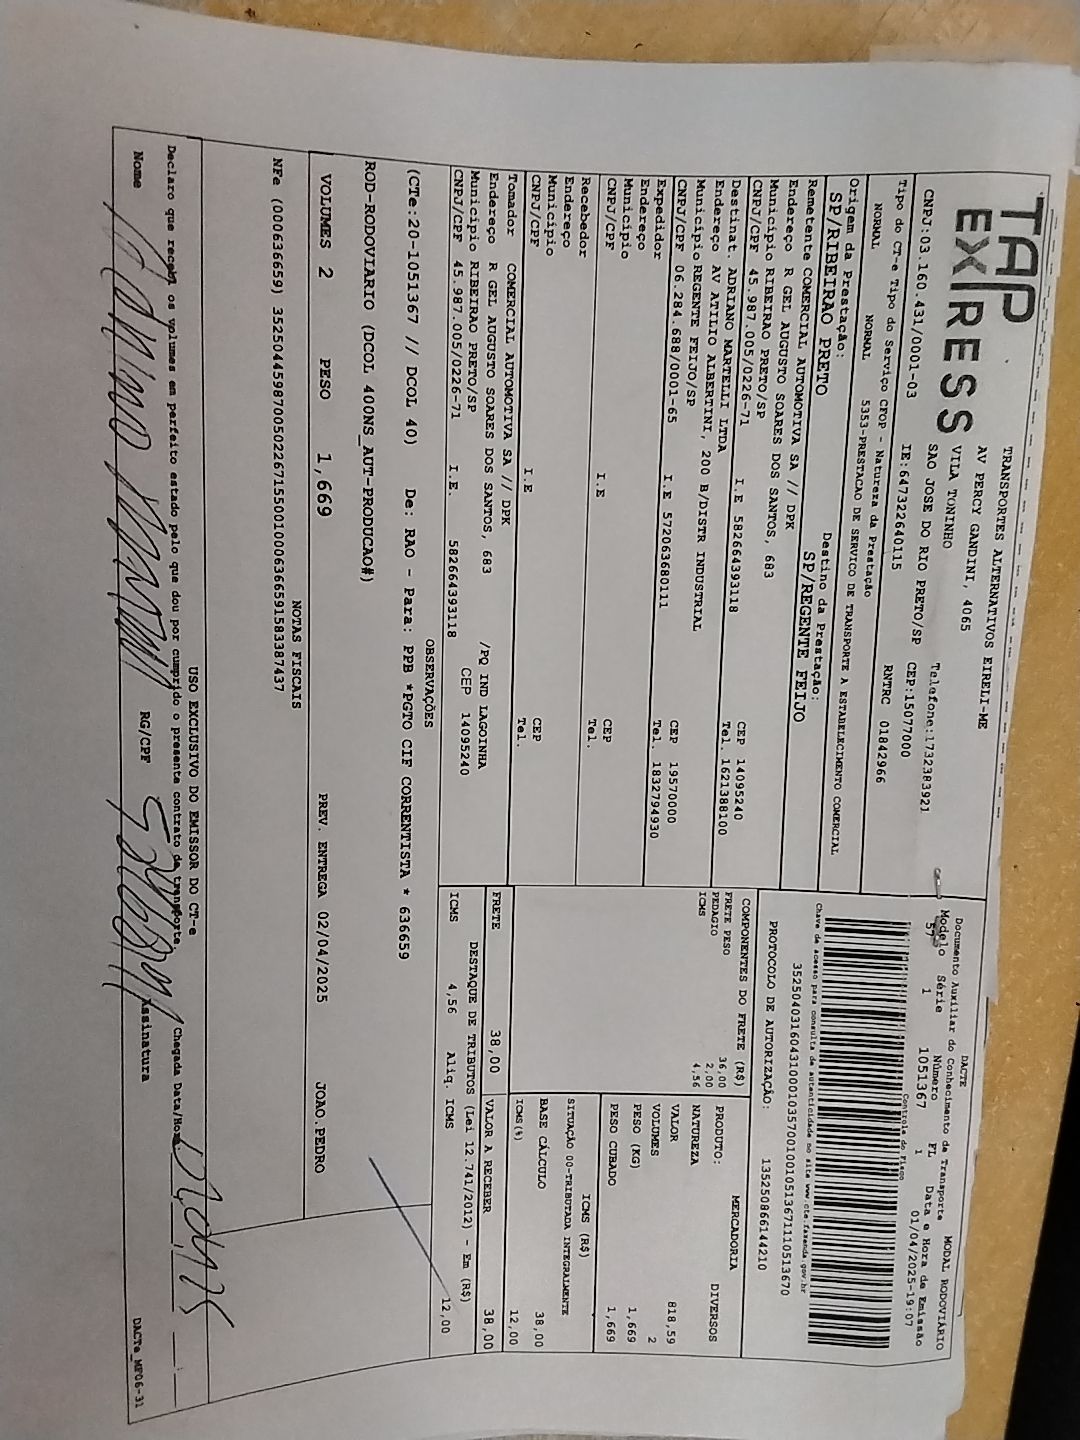 TAP
EXPRESS
TRANSPORTES ALTERNATIVOS EIRELI-ME
AV PERCY GANDINI, 4065
VILA TONINHO
SAO JOSE DO RIO PRETO/SP
Telefone:1732383921
CEP:15077000
CNPJ:03.160.431/0001-03
IE:647322640115
RNTRC 01842966
DACTE
Documento Auxiliar do Conhecimento de Transporte
MODAL RODOVIÁRIO
Modelo Série Número FL Data e Hora de Emissão
57 1 1051367 1 01/04/2025-19:07
Controle do Fisco
Tipo do CT-e Tipo do Serviço CFOP - Natureza da Prestação
NORMAL NORMAL 5353-PRESTACAO DE SERVICO DE TRANSPORTE A ESTABELECIMENTO COMERCIAL
Chave de acesso para consulta de autenticidade no site www.cte.fazenda.gov.br
Origem da Prestação:
SP/RIBEIRAO PRETO
Destino da Prestação:
SP/REGENTE FEIJO
PROTOCOLO DE AUTORIZAÇÃO: 135250866144210
Remetente COMERCIAL AUTOMOTIVA SA // DPK
Endereço R GEL AUGUSTO SOARES DOS SANTOS, 683
Município RIBEIRAO PRETO/SP CEP 14095240
CNPJ/CPF 45.987.005/0226-71 I.E 582664393118 Tel. 1621388100
Destinat. ADRIANO MARTELLI LTDA
Endereço AV ATILIO ALBERTINI, 200 B/DISTR INDUSTRIAL
Município REGENTE FEIJO/SP CEP 19570000
CNPJ/CPF 06.284.688/0001-65 I.E 572063680111 Tel. 1832794930
Expedidor
Endereço
Município CEP
CNPJ/CPF I.E Tel.
Recebedor
Endereço
Município CEP
CNPJ/CPF I.E Tel.
Tomador COMERCIAL AUTOMOTIVA SA // DPK
Endereço R GEL AUGUSTO SOARES DOS SANTOS, 683 /PQ IND LAGOINHA
Município RIBEIRAO PRETO/SP CEP 14095240
CNPJ/CPF 45.987.005/0226-71 I.E. 582664393118
COMPONENTES DO FRETE (R$)
FRETE PESO 36,00
PEDAGIO 2,00
ICMS 4,56
MERCADORIA
PRODUTO: DIVERSOS
NATUREZA
VALOR 818,59
VOLUMES 2
PESO (KG) 1,669
PESO CUBADO 1,669
ICMS (R$)
SITUAÇÃO 00-TRIBUTADA INTEGRALMENTE
BASE CÁLCULO 38,00
ICMS(%) 12,00
FRETE 38,00
VALOR A RECEBER 38,00
DESTAQUE DE TRIBUTOS (Lei 12.741/2012) - Em (R$)
ICMS 4,56 Aliq. ICMS 12,00
OBSERVAÇÕES
(CTe:20-1051367 // DCOL 40) De: RAO - Para: PPB *PGTO CIF CORRENTISTA * 636659
ROD-RODOVIARIO (DCOL 400NS_AUT-PRODUCAO#)
VOLUMES 2 PESO 1,669 PREV. ENTREGA 02/04/2025 JOAO.PEDRO
NOTAS FISCAIS
NFe (000636659) 35250445987005022671550010006366591583387437
USO EXCLUSIVO DO EMISSOR DO CT-e
Declaro que recebi os volumes em perfeito estado pelo que dou por cumprido o presente contrato de transporte
Chegada Data/Hora:
Nome RG/CPF Assinatura
DACTe_MF06-31